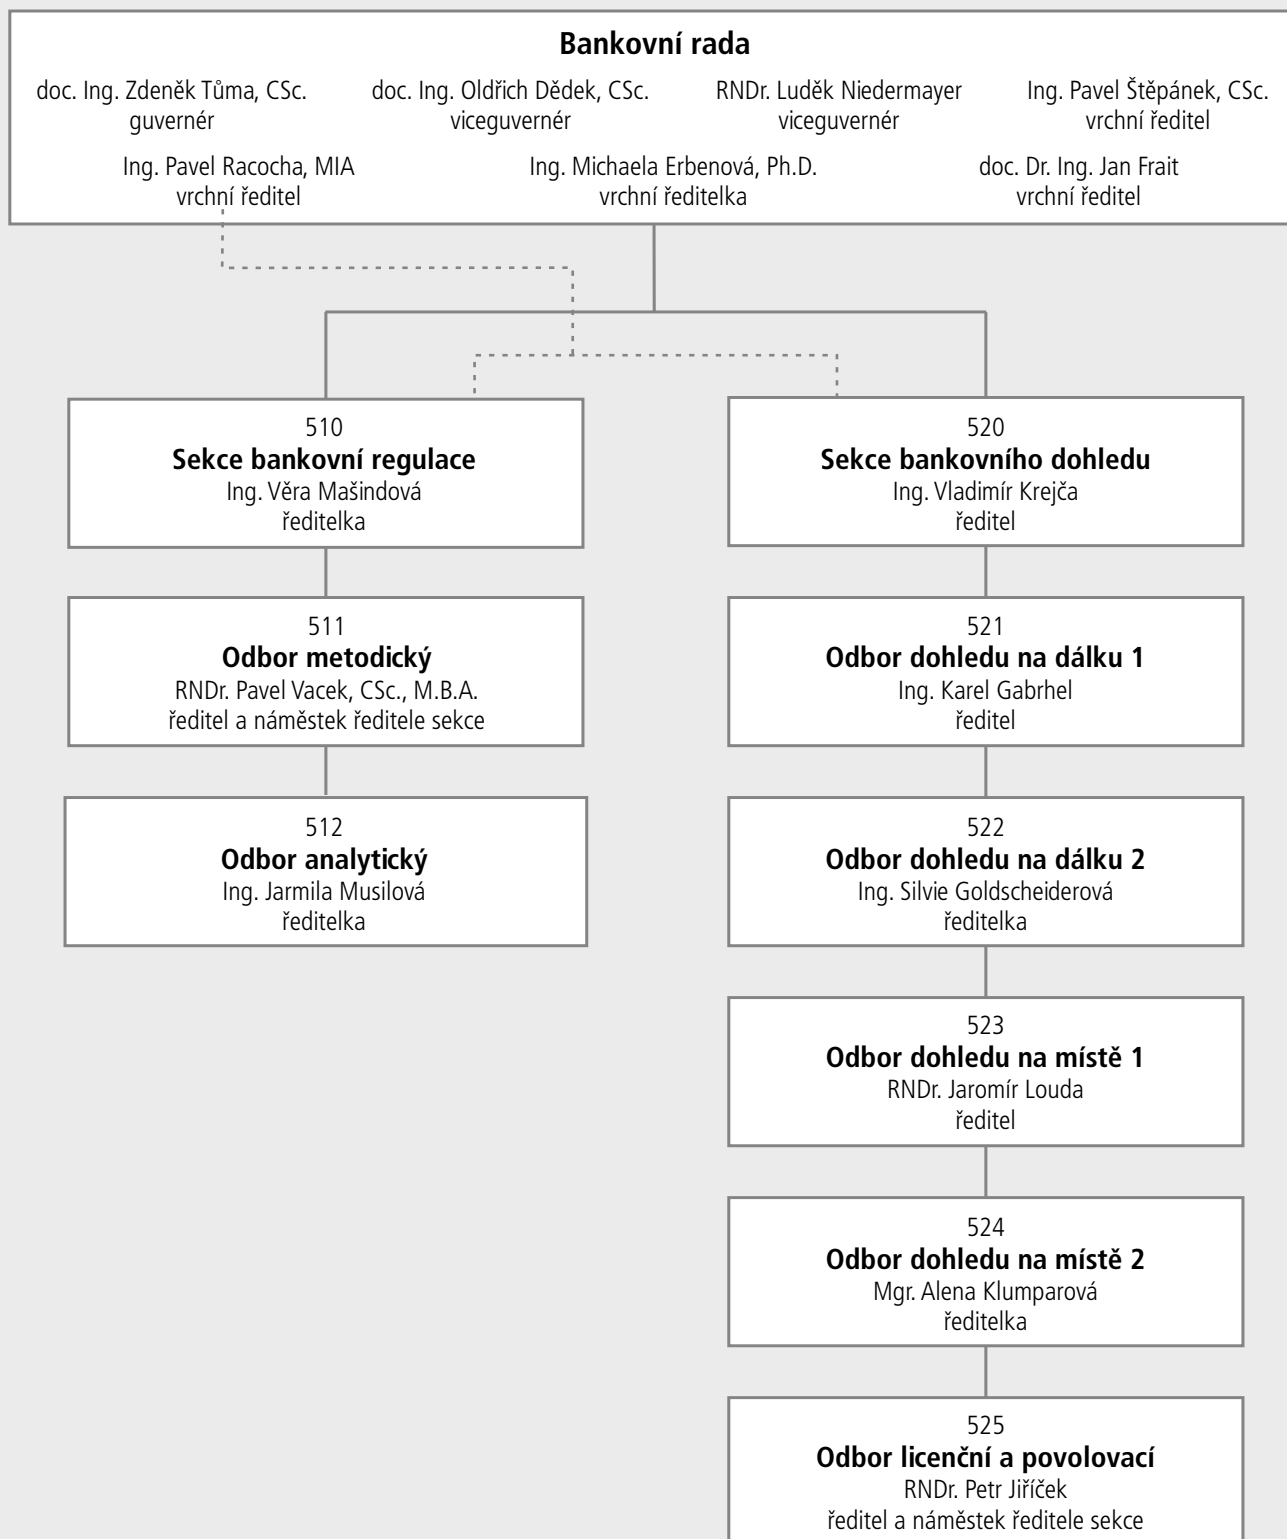 Bankovní rada
doc. Ing. Zdeněk Tůma, CSc.
guvernér
doc. Ing. Oldřich Dědek, CSc.
viceguvernér
RNDr. Luděk Niedermayer
viceguvernér
Ing. Pavel Štěpánek, CSc.
vrchní ředitel
Ing. Pavel Racocha, MIA
vrchní ředitel
Ing. Michaela Erbenová, Ph.D.
vrchní ředitelka
doc. Dr. Ing. Jan Frait
vrchní ředitel
510
Sekce bankovní regulace
Ing. Věra Mašindová
ředitelka
511
Odbor metodický
RNDr. Pavel Vacek, CSc., M.B.A.
ředitel a náměstek ředitele sekce
512
Odbor analytický
Ing. Jarmila Musilová
ředitelka
520
Sekce bankovního dohledu
Ing. Vladimír Krejča
ředitel
521
Odbor dohledu na dálku 1
Ing. Karel Gabrhel
ředitel
522
Odbor dohledu na dálku 2
Ing. Silvie Goldscheiderová
ředitelka
523
Odbor dohledu na místě 1
RNDr. Jaromír Louda
ředitel
524
Odbor dohledu na místě 2
Mgr. Alena Klumparová
ředitelka
525
Odbor licenční a povolovací
RNDr. Petr Jiříček
ředitel a náměstek ředitele sekce